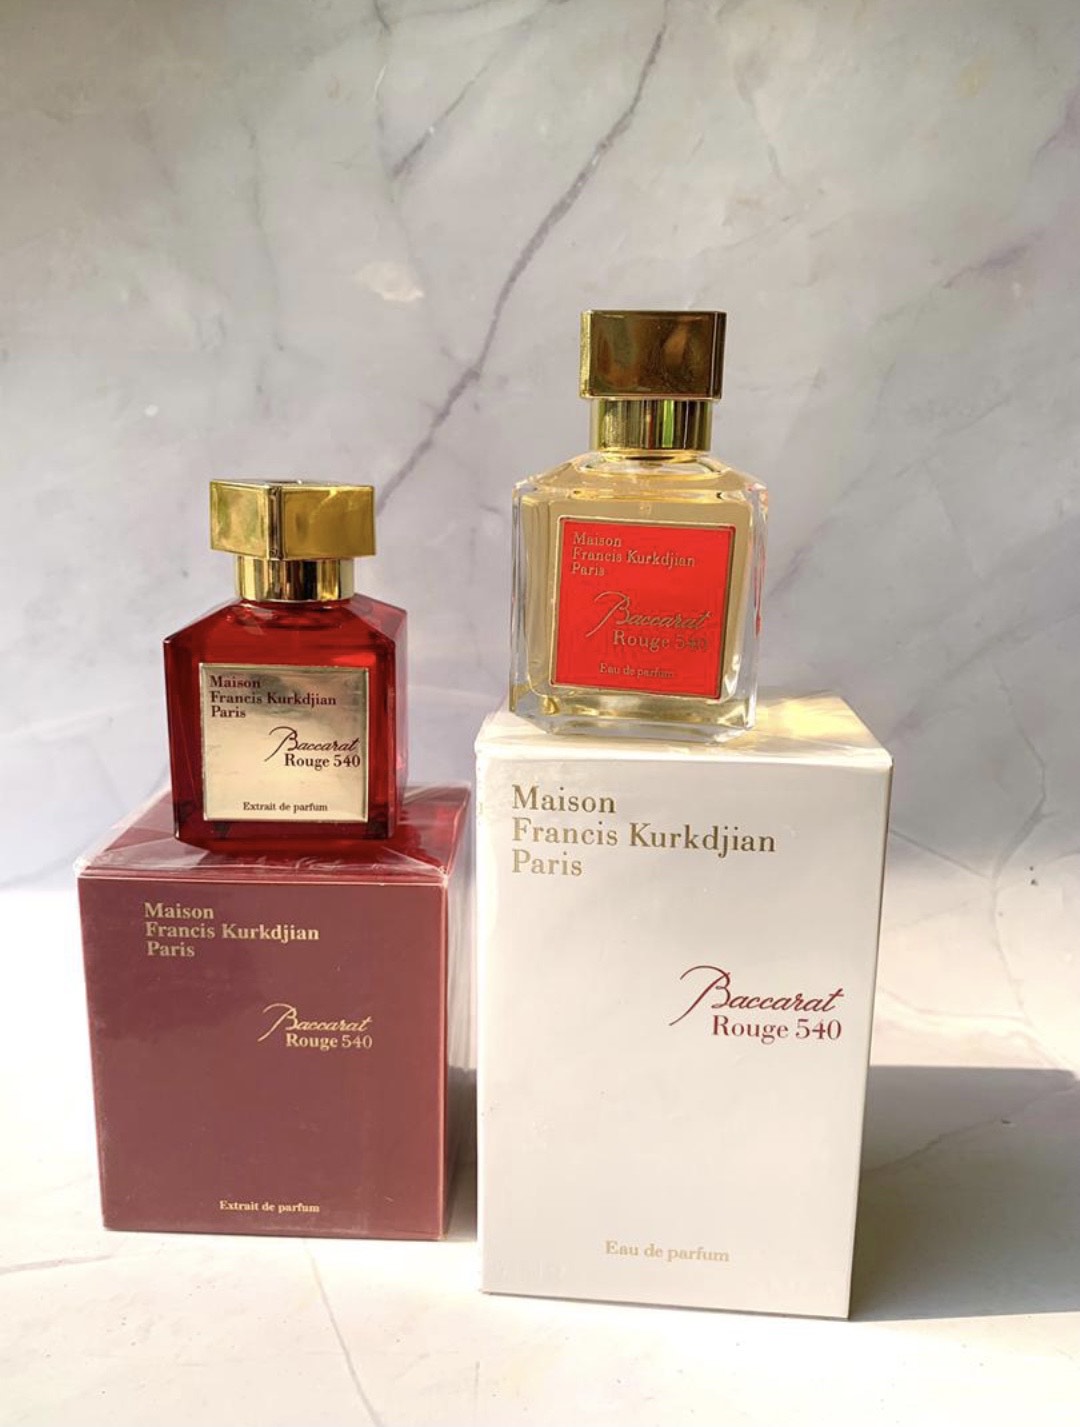 Maison
Francis Kurkdjian
Paris
Baccarat
Rouge 540
Extrait de parfum
Maison
Francis Kurkdjian
Paris
Baccarat
Rouge 540
Eau de parfum
Maison
Francis Kurkdjian
Paris
Baccarat
Rouge 540
Extrait de parfum
Maison
Francis Kurkdjian
Paris
Baccarat
Rouge 540
Eau de parfum